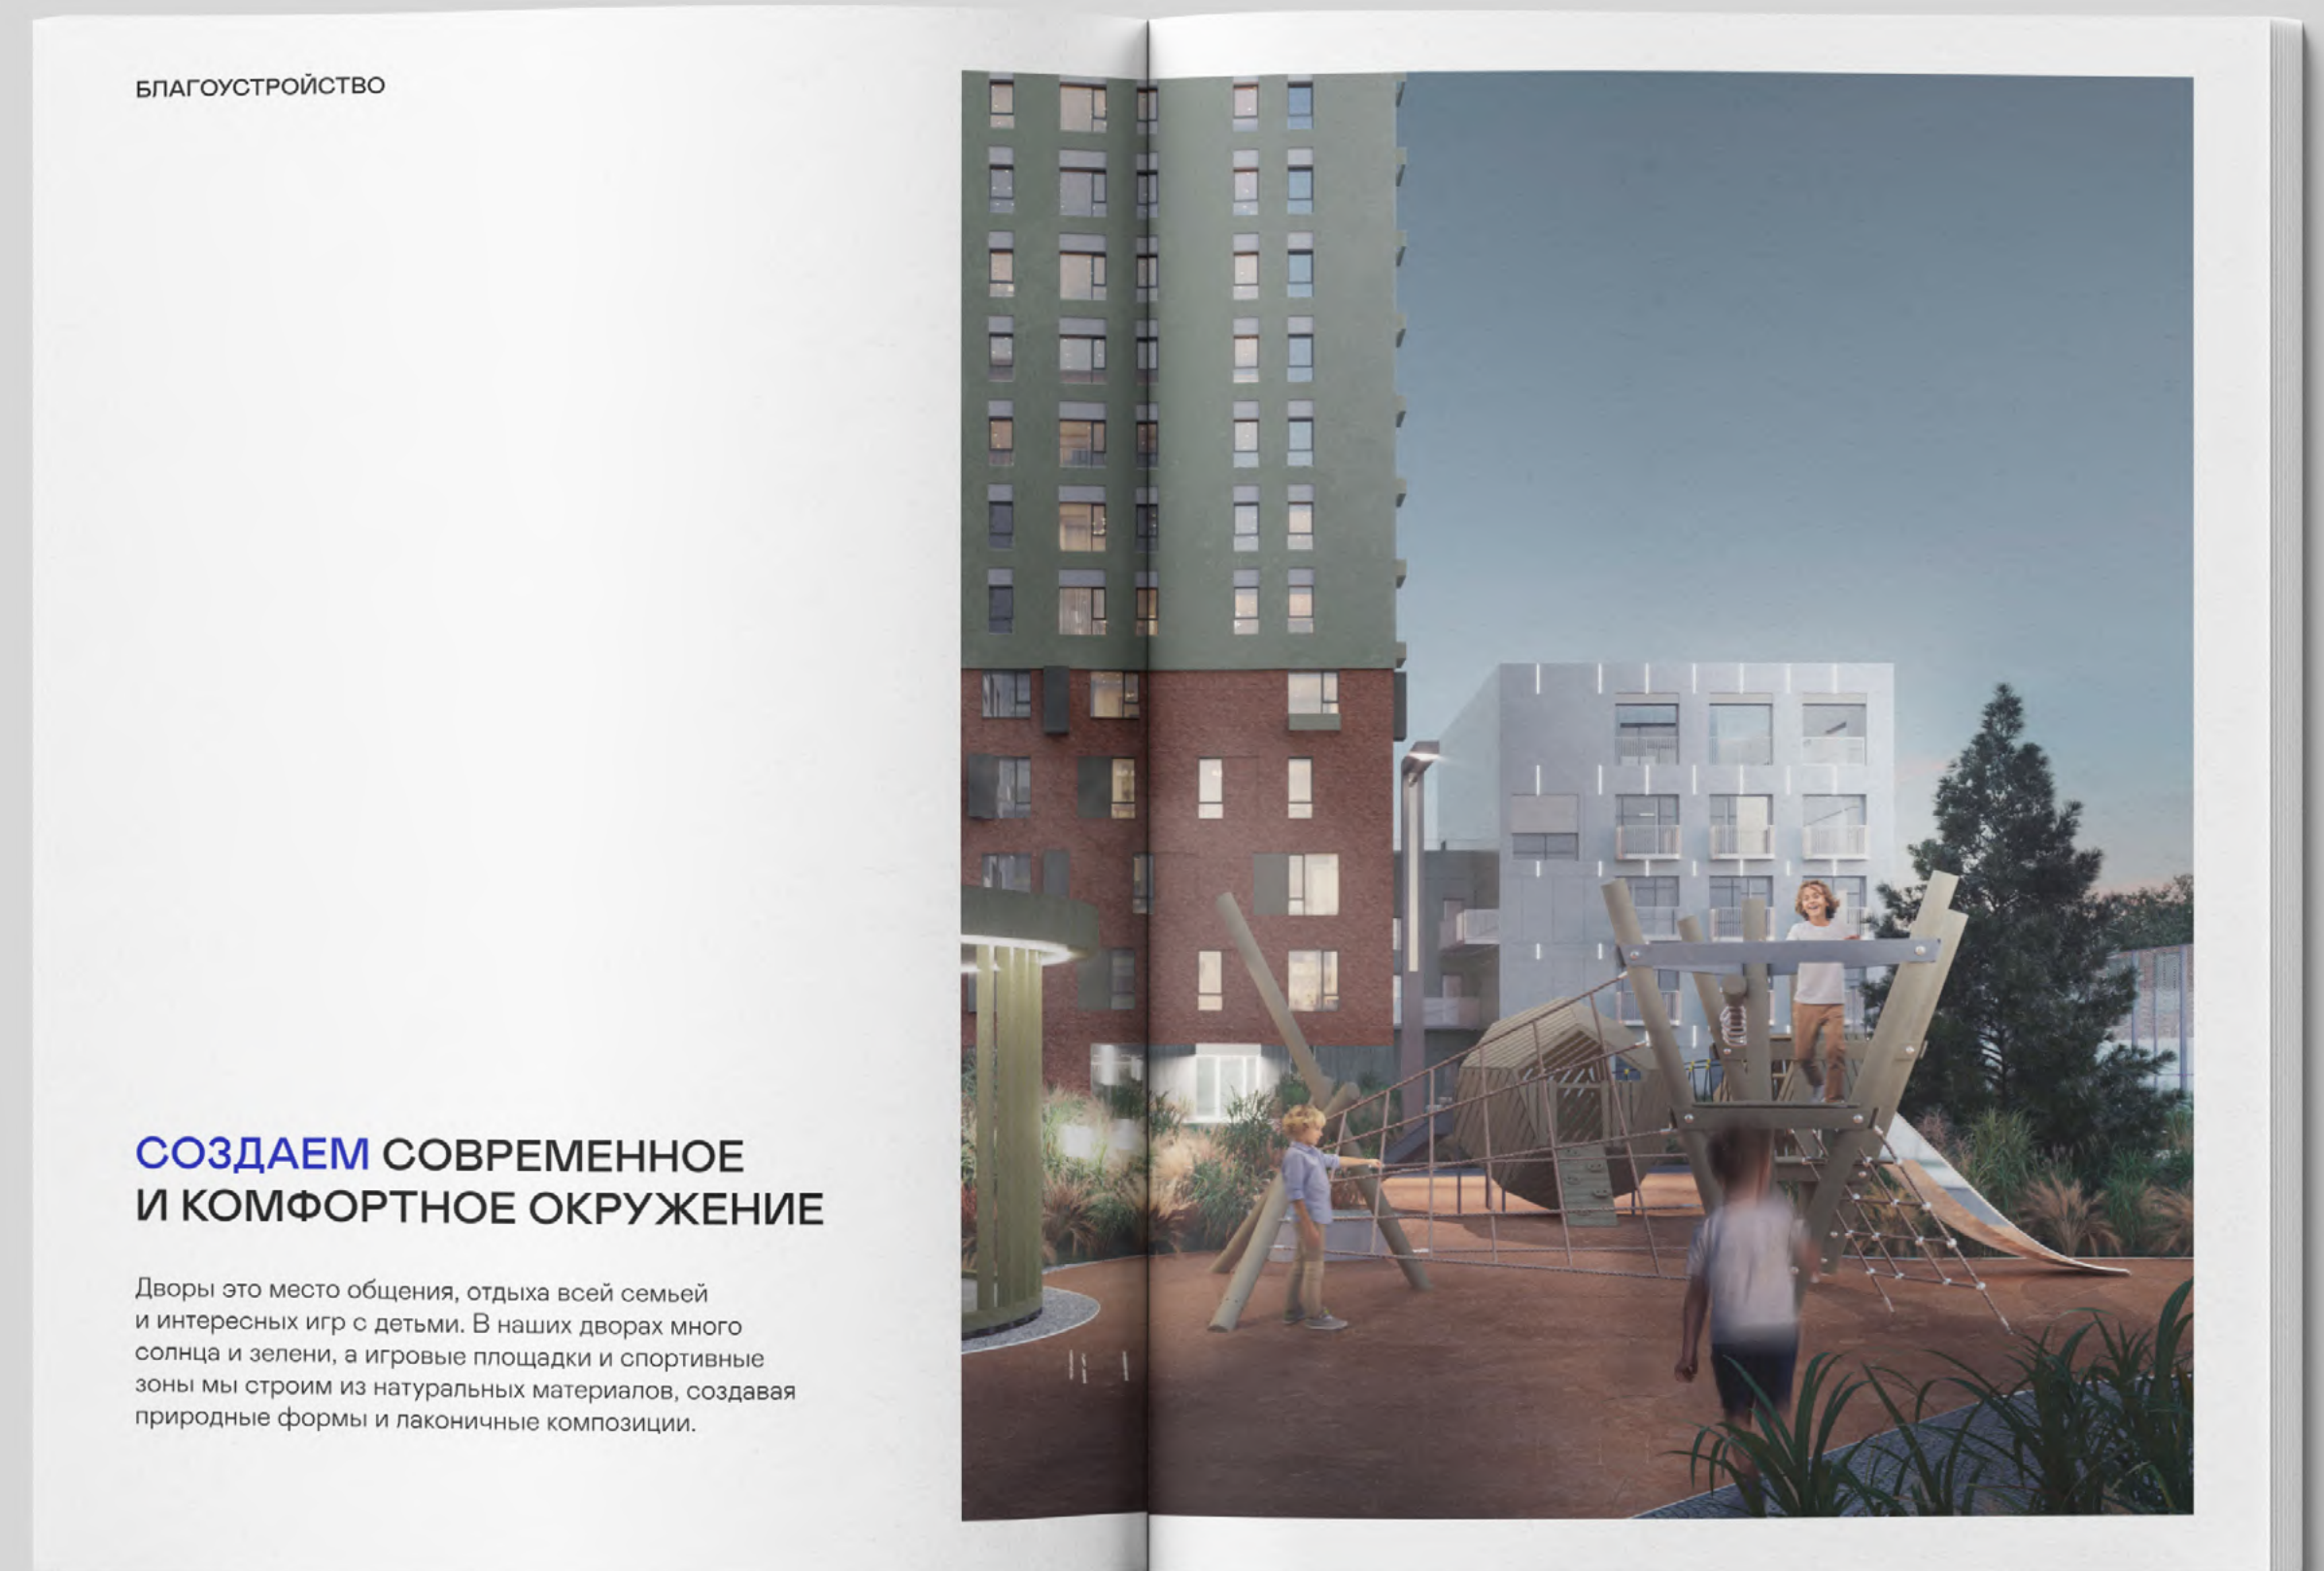 БЛАГОУСТРОЙСТВО
СОЗДАЕМ СОВРЕМЕННОЕ
И КОМФОРТНОЕ ОКРУЖЕНИЕ
Дворы это место общения, отдыха всей семьей
и интересных игр с детьми. В наших дворах много
солнца и зелени, а игровые площадки и спортивные
зоны мы строим из натуральных материалов, создавая
природные формы и лаконичные композиции.